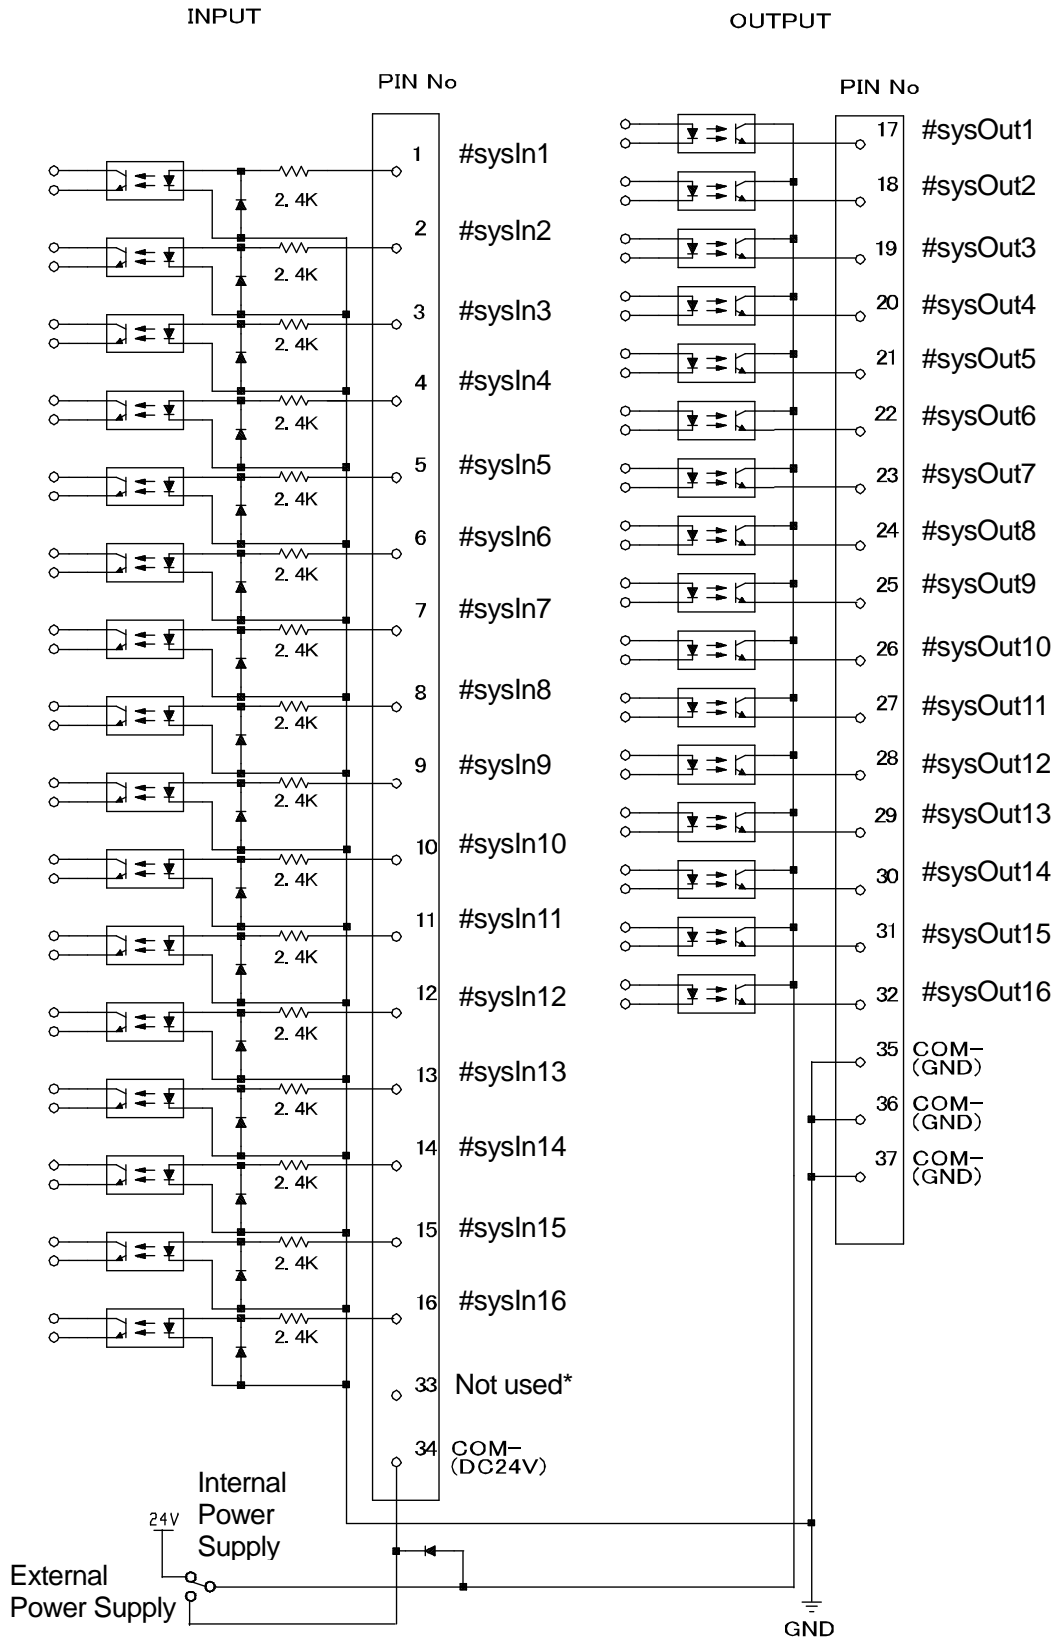 INPUT
PIN No
1 #sysIn1
2.4K
2 #sysIn2
2.4K
3 #sysIn3
2.4K
4 #sysIn4
2.4K
5 #sysIn5
2.4K
6 #sysIn6
2.4K
7 #sysIn7
2.4K
8 #sysIn8
2.4K
9 #sysIn9
2.4K
10 #sysIn10
2.4K
11 #sysIn11
2.4K
12 #sysIn12
2.4K
13 #sysIn13
2.4K
14 #sysIn14
2.4K
15 #sysIn15
2.4K
16 #sysIn16
2.4K
33 Not used*
34 COM-
(DC24V)
OUTPUT
PIN No
17 #sysOut1
18 #sysOut2
19 #sysOut3
20 #sysOut4
21 #sysOut5
22 #sysOut6
23 #sysOut7
24 #sysOut8
25 #sysOut9
26 #sysOut10
27 #sysOut11
28 #sysOut12
29 #sysOut13
30 #sysOut14
31 #sysOut15
32 #sysOut16
35 COM-
(GND)
36 COM-
(GND)
37 COM-
(GND)
24V
Internal
Power
Supply
External
Power Supply
GND